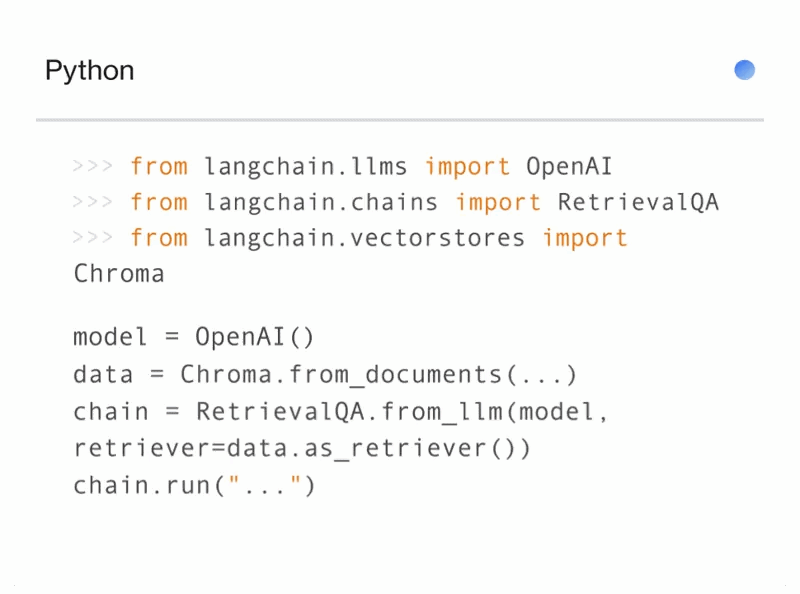 Python
>>> from langchain.llms import OpenAI
>>> from langchain.chains import RetrievalQA
>>> from langchain.vectorstores import
Chroma
model = OpenAI()
data = Chroma.from_documents(...)
chain = RetrievalQA.from_llm(model,
retriever=data.as_retriever())
chain.run("...")